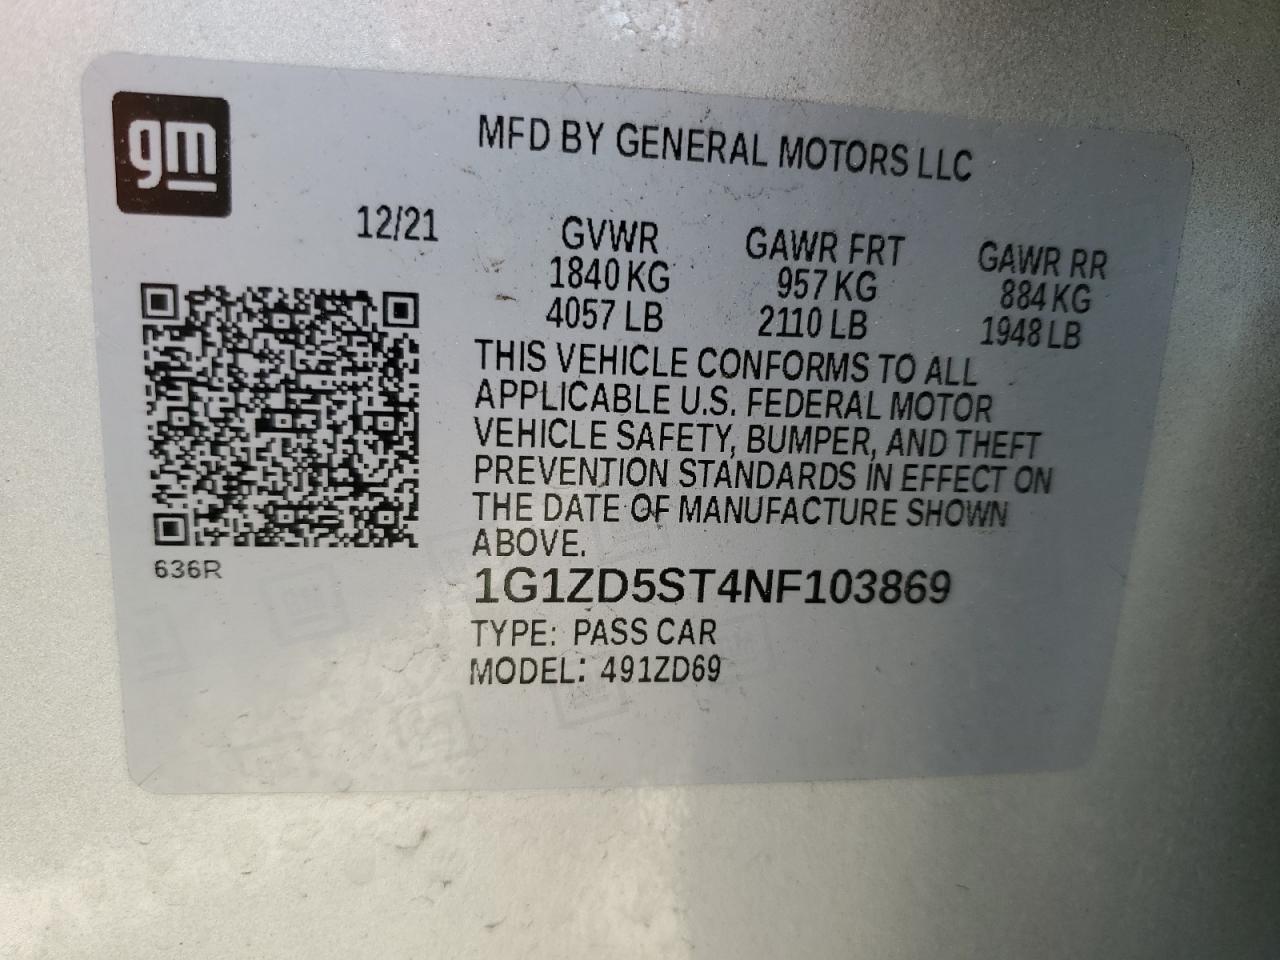 gm
MFD BY GENERAL MOTORS LLC
12/21
GVWR GAWR FRT GAWR RR
1840 KG 957 KG 884 KG
4057 LB 2110 LB 1948 LB
THIS VEHICLE CONFORMS TO ALL
APPLICABLE U.S. FEDERAL MOTOR
VEHICLE SAFETY, BUMPER, AND THEFT
PREVENTION STANDARDS IN EFFECT ON
THE DATE OF MANUFACTURE SHOWN
ABOVE.
636R
1G1ZD5ST4NF103869
TYPE: PASS CAR
MODEL: 491ZD69